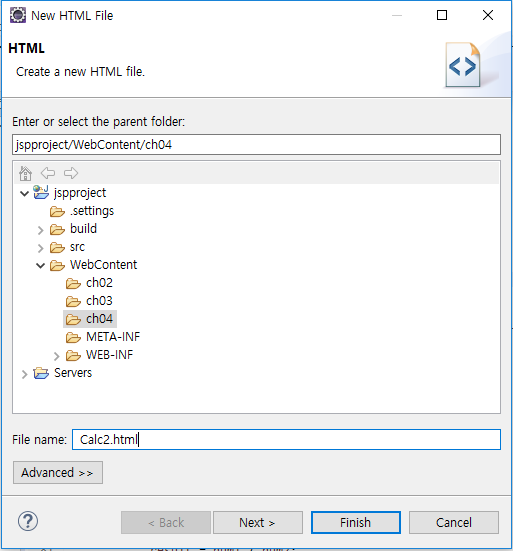 New HTML File
HTML
Create a new HTML file.
Enter or select the parent folder:
jspproject/WebContent/ch04
jspproject
.settings
build
src
WebContent
ch02
ch03
ch04
META-INF
WEB-INF
Servers
File name: Calc2.html
Advanced >>
? < Back Next > Finish Cancel